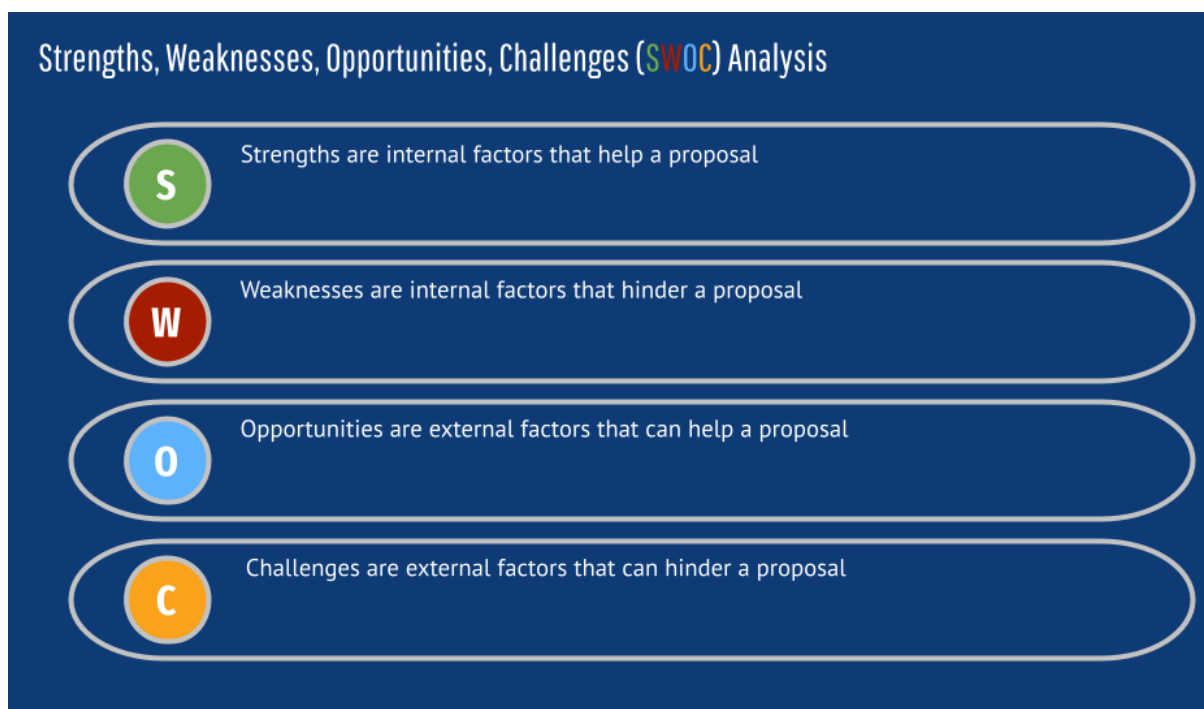 Strengths, Weaknesses, Opportunities, Challenges (SWOC) Analysis
S
Strengths are internal factors that help a proposal
W
Weaknesses are internal factors that hinder a proposal
O
Opportunities are external factors that can help a proposal
C
Challenges are external factors that can hinder a proposal